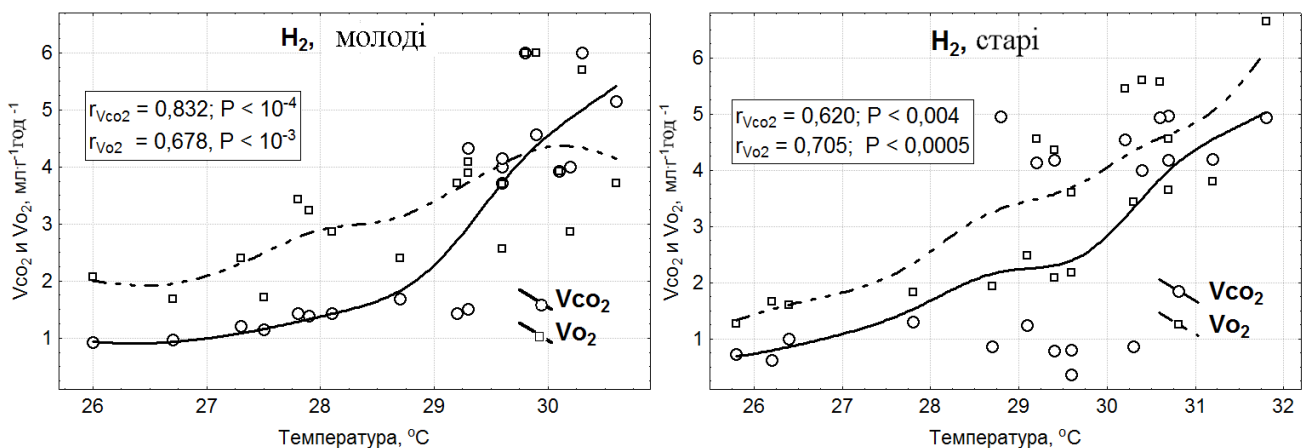 H₂, молоді
r_Vco₂ = 0,832; P < 10⁻⁴
r_Vo₂ = 0,678, P < 10⁻³
Vco₂ и Vo₂, мл·г⁻¹год ⁻¹
6
5
4
3
2
1
Vco₂
Vo₂
26 27 28 29 30
Температура, °C
H₂, старі
r_Vco₂ = 0,620; P < 0,004
r_Vo₂ = 0,705; P < 0,0005
Vco₂ и Vo₂, мл·г⁻¹год ⁻¹
6
5
4
3
2
1
Vco₂
Vo₂
26 27 28 29 30 31 32
Температура, °C